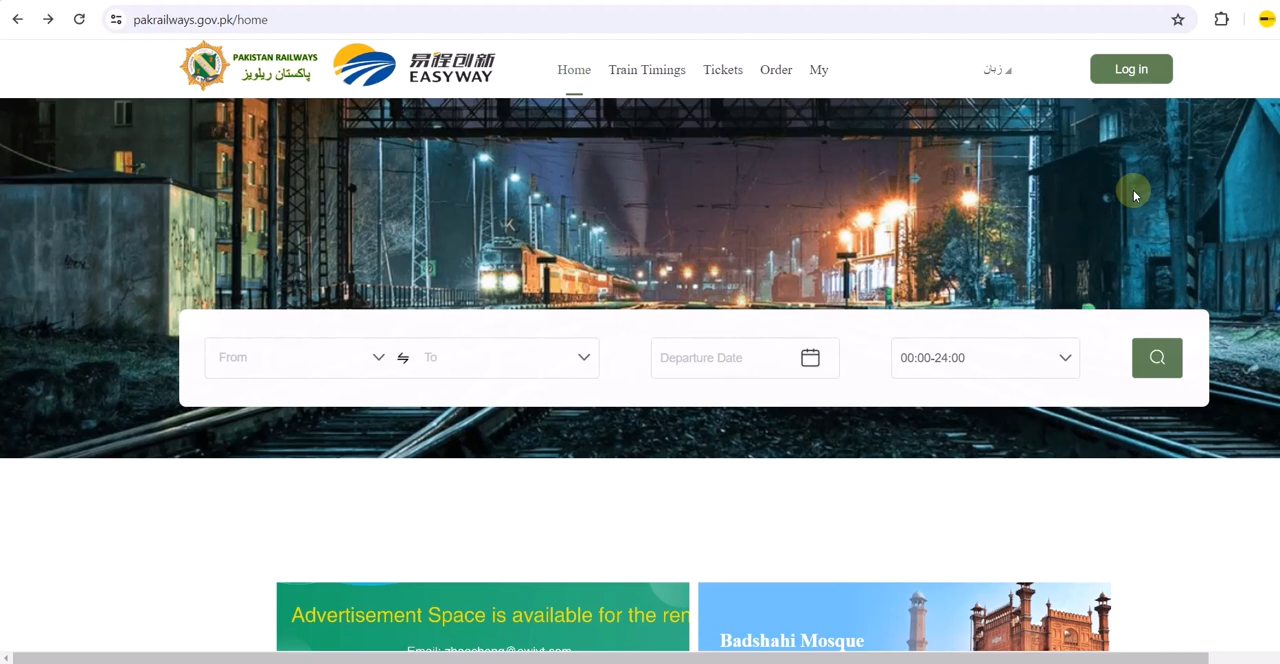 pakrailways.gov.pk/home
PAKISTAN RAILWAYS
پاکستان ریلویز
易程创新
EASYWAY
Home Train Timings Tickets Order My
زبان
Log in
From To Departure Date 00:00-24:00
Advertisement Space is available for the ren
Badshahi Mosque